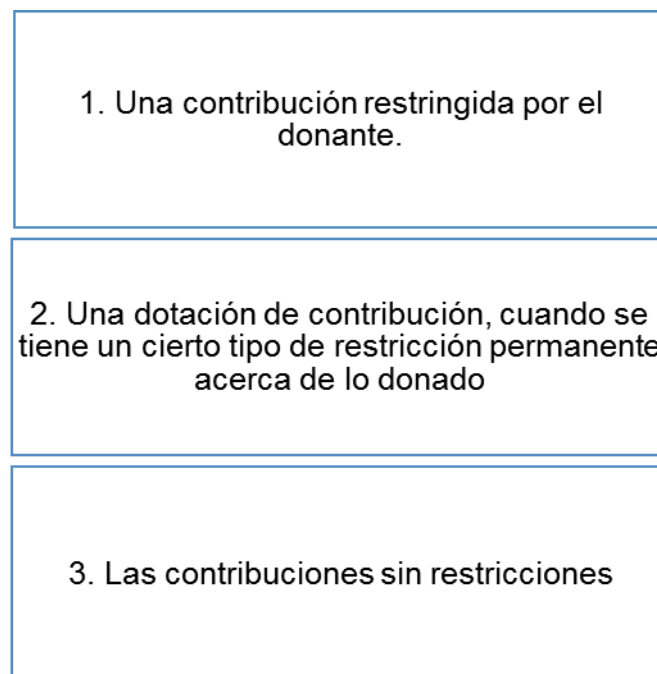 1. Una contribución restringida por el
donante.
2. Una dotación de contribución, cuando se
tiene un cierto tipo de restricción permanente
acerca de lo donado
3. Las contribuciones sin restricciones